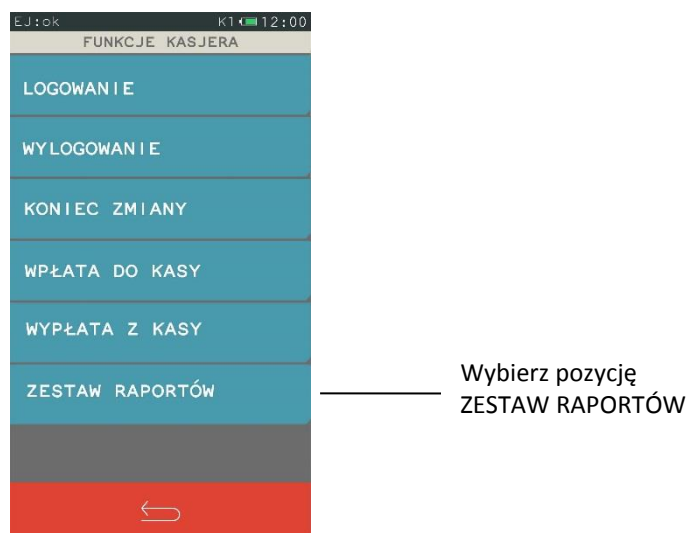 EJ:ok K1 12:00
FUNKCJE KASJERA
LOGOWANIE
WYLOGOWANIE
KONIEC ZMIANY
WPŁATA DO KASY
WYPŁATA Z KASY
ZESTAW RAPORTÓW
Wybierz pozycję
ZESTAW RAPORTÓW